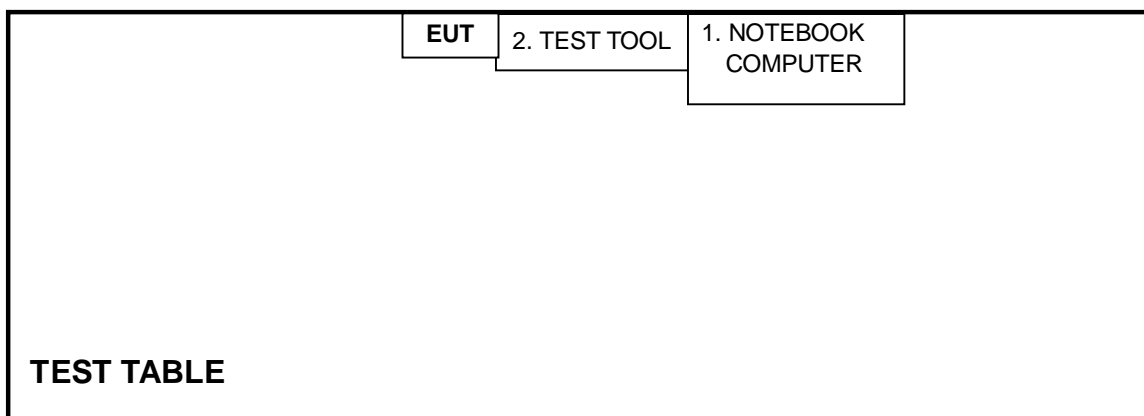 EUT
2. TEST TOOL
1. NOTEBOOK
COMPUTER
TEST TABLE